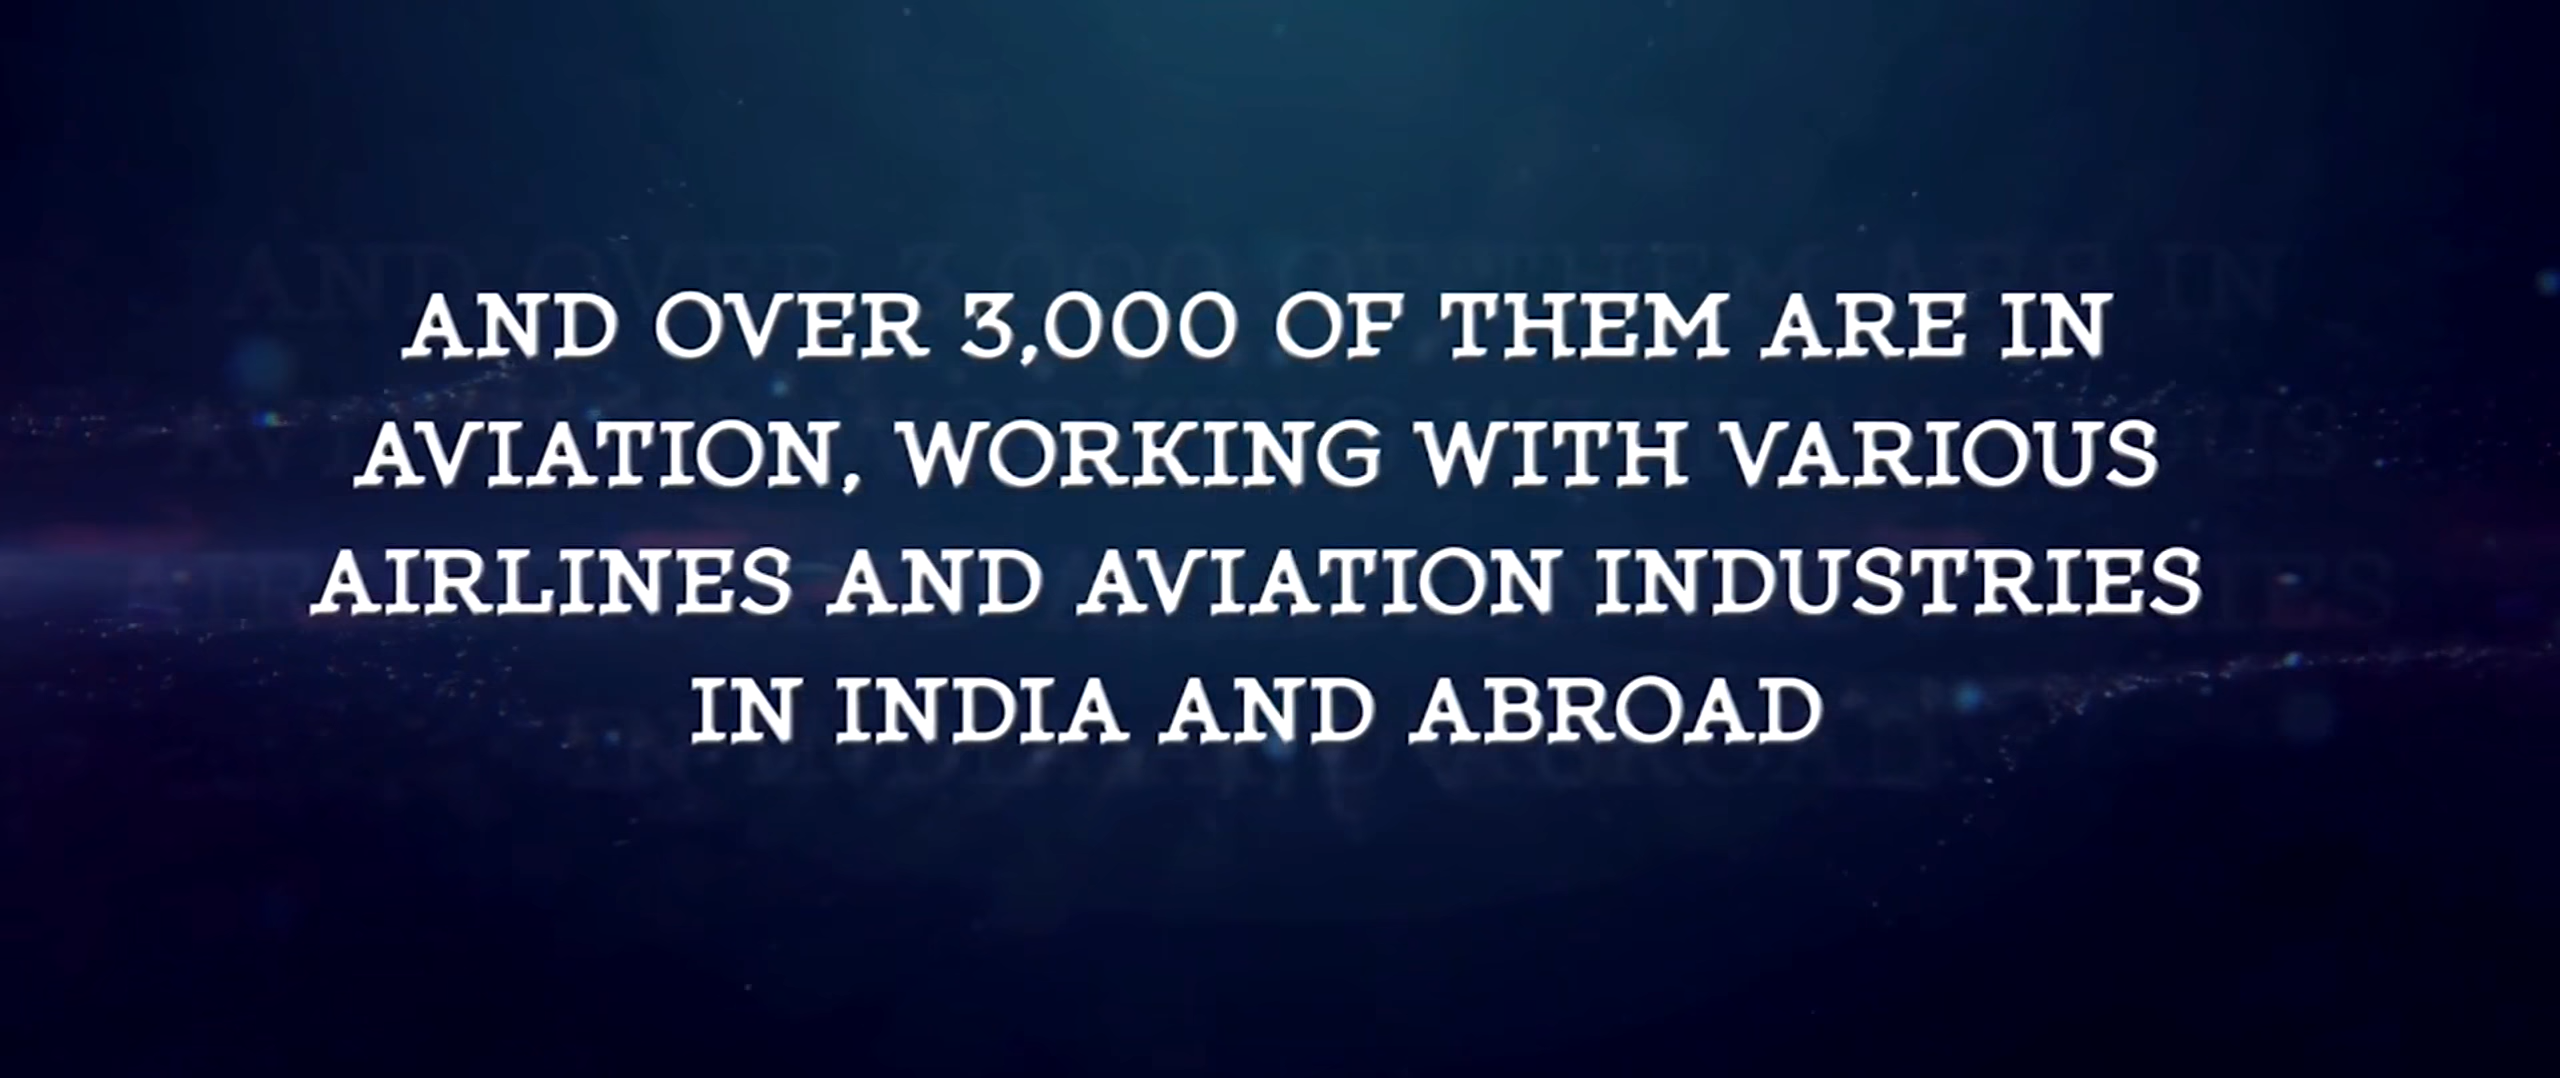 AND OVER 3,000 OF THEM ARE IN
AVIATION, WORKING WITH VARIOUS
AIRLINES AND AVIATION INDUSTRIES
IN INDIA AND ABROAD